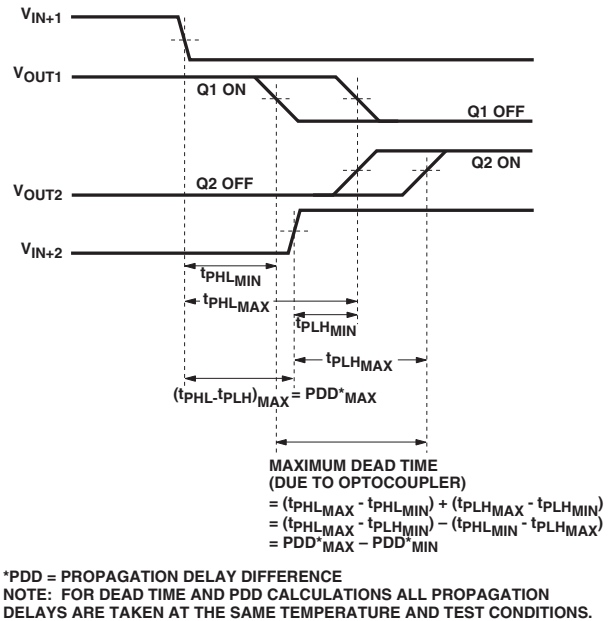 VIN+1
VOUT1
Q1 ON
Q1 OFF
Q2 ON
Q2 OFF
VOUT2
VIN+2
tPHLMIN
tPHLMAX
tPLHMIN
tPLHMAX
(tPHL-tPLH)MAX = PDD*MAX
MAXIMUM DEAD TIME
(DUE TO OPTOCOUPLER)
= (tPHLMAX - tPHLMIN) + (tPLHMAX - tPLHMIN)
= (tPHLMAX - tPLHMIN) – (tPHLMIN - tPLHMAX)
= PDD*MAX – PDD*MIN
*PDD = PROPAGATION DELAY DIFFERENCE
NOTE: FOR DEAD TIME AND PDD CALCULATIONS ALL PROPAGATION
DELAYS ARE TAKEN AT THE SAME TEMPERATURE AND TEST CONDITIONS.